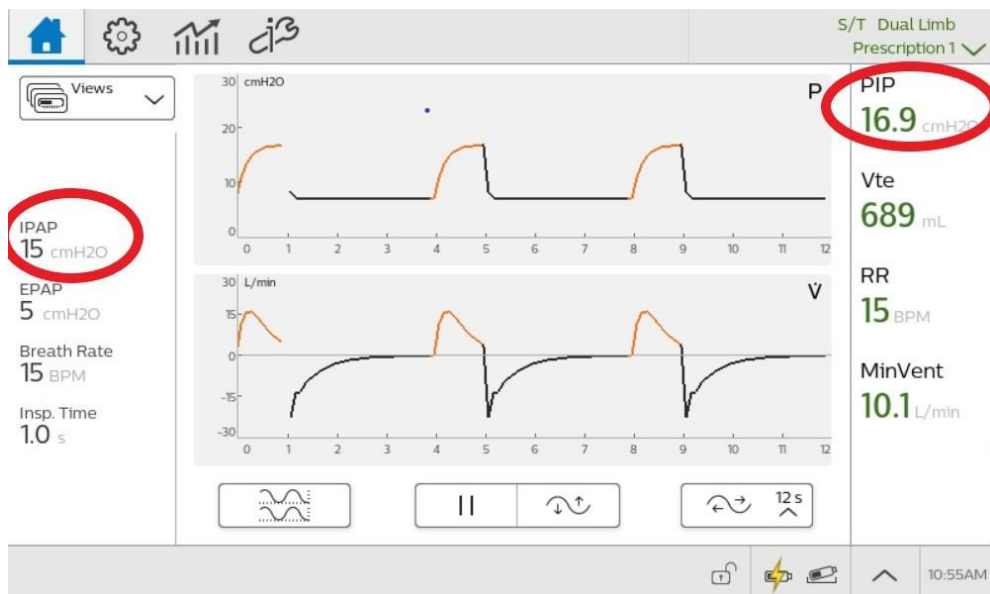 S/T Dual Limb
Prescription 1
Views
IPAP
15 cmH2O
EPAP
5 cmH2O
Breath Rate
15 BPM
Insp. Time
1.0 s
30 cmH2O
P
20
10
0
0 1 2 3 4 5 6 7 8 9 10 11 12
30 L/min
V̇
15
0
-15
-30
0 1 2 3 4 5 6 7 8 9 10 11 12
12 s
PIP
16.9 cmH2O
Vte
689 mL
RR
15 BPM
MinVent
10.1 L/min
10:55AM